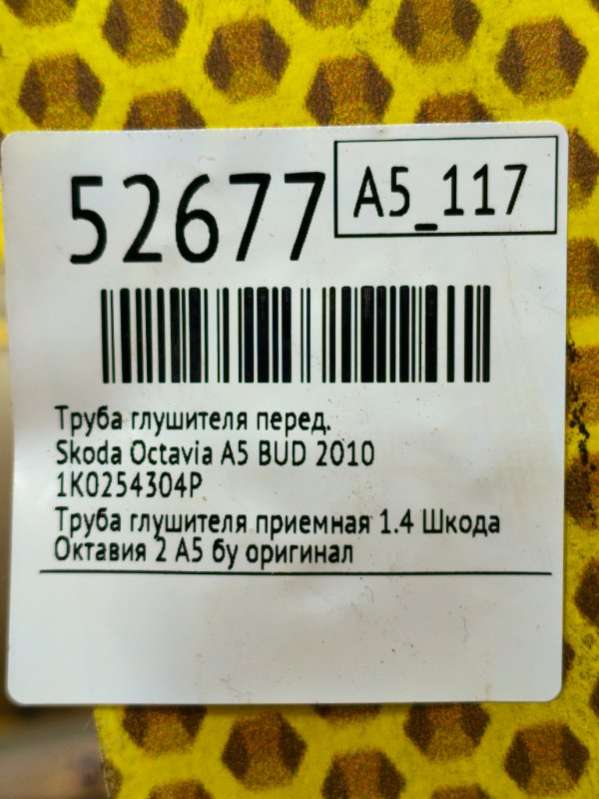 52677
A5_117
Труба глушителя перед.
Skoda Octavia A5 BUD 2010
1K0254304P
Труба глушителя приемная 1.4 Шкода
Октавия 2 А5 бу оригинал